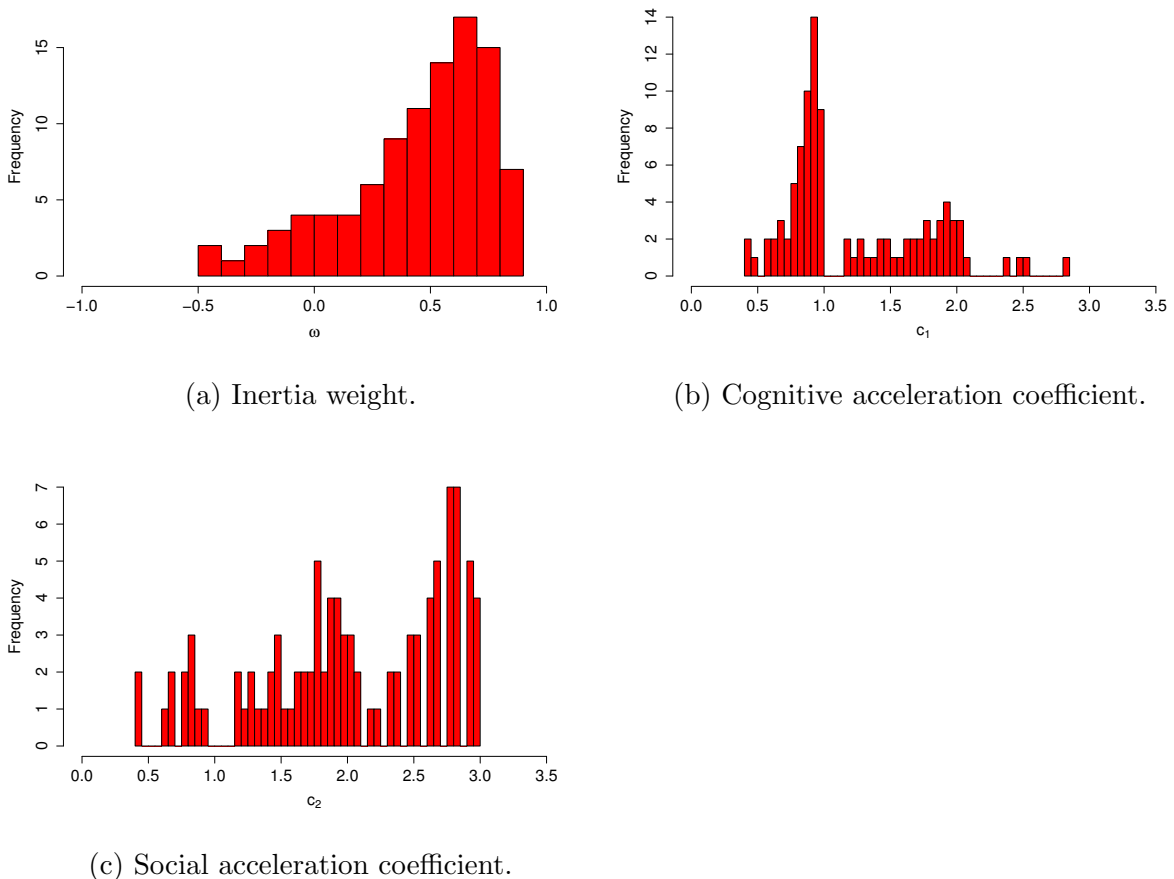 Frequency
0
5
10
15
−1.0 −0.5 0.0 0.5 1.0
ω
(a) Inertia weight.
Frequency
0
2
4
6
8
10
12
14
0.0 0.5 1.0 1.5 2.0 2.5 3.0 3.5
c₁
(b) Cognitive acceleration coefficient.
Frequency
0
1
2
3
4
5
6
7
0.0 0.5 1.0 1.5 2.0 2.5 3.0 3.5
c₂
(c) Social acceleration coefficient.